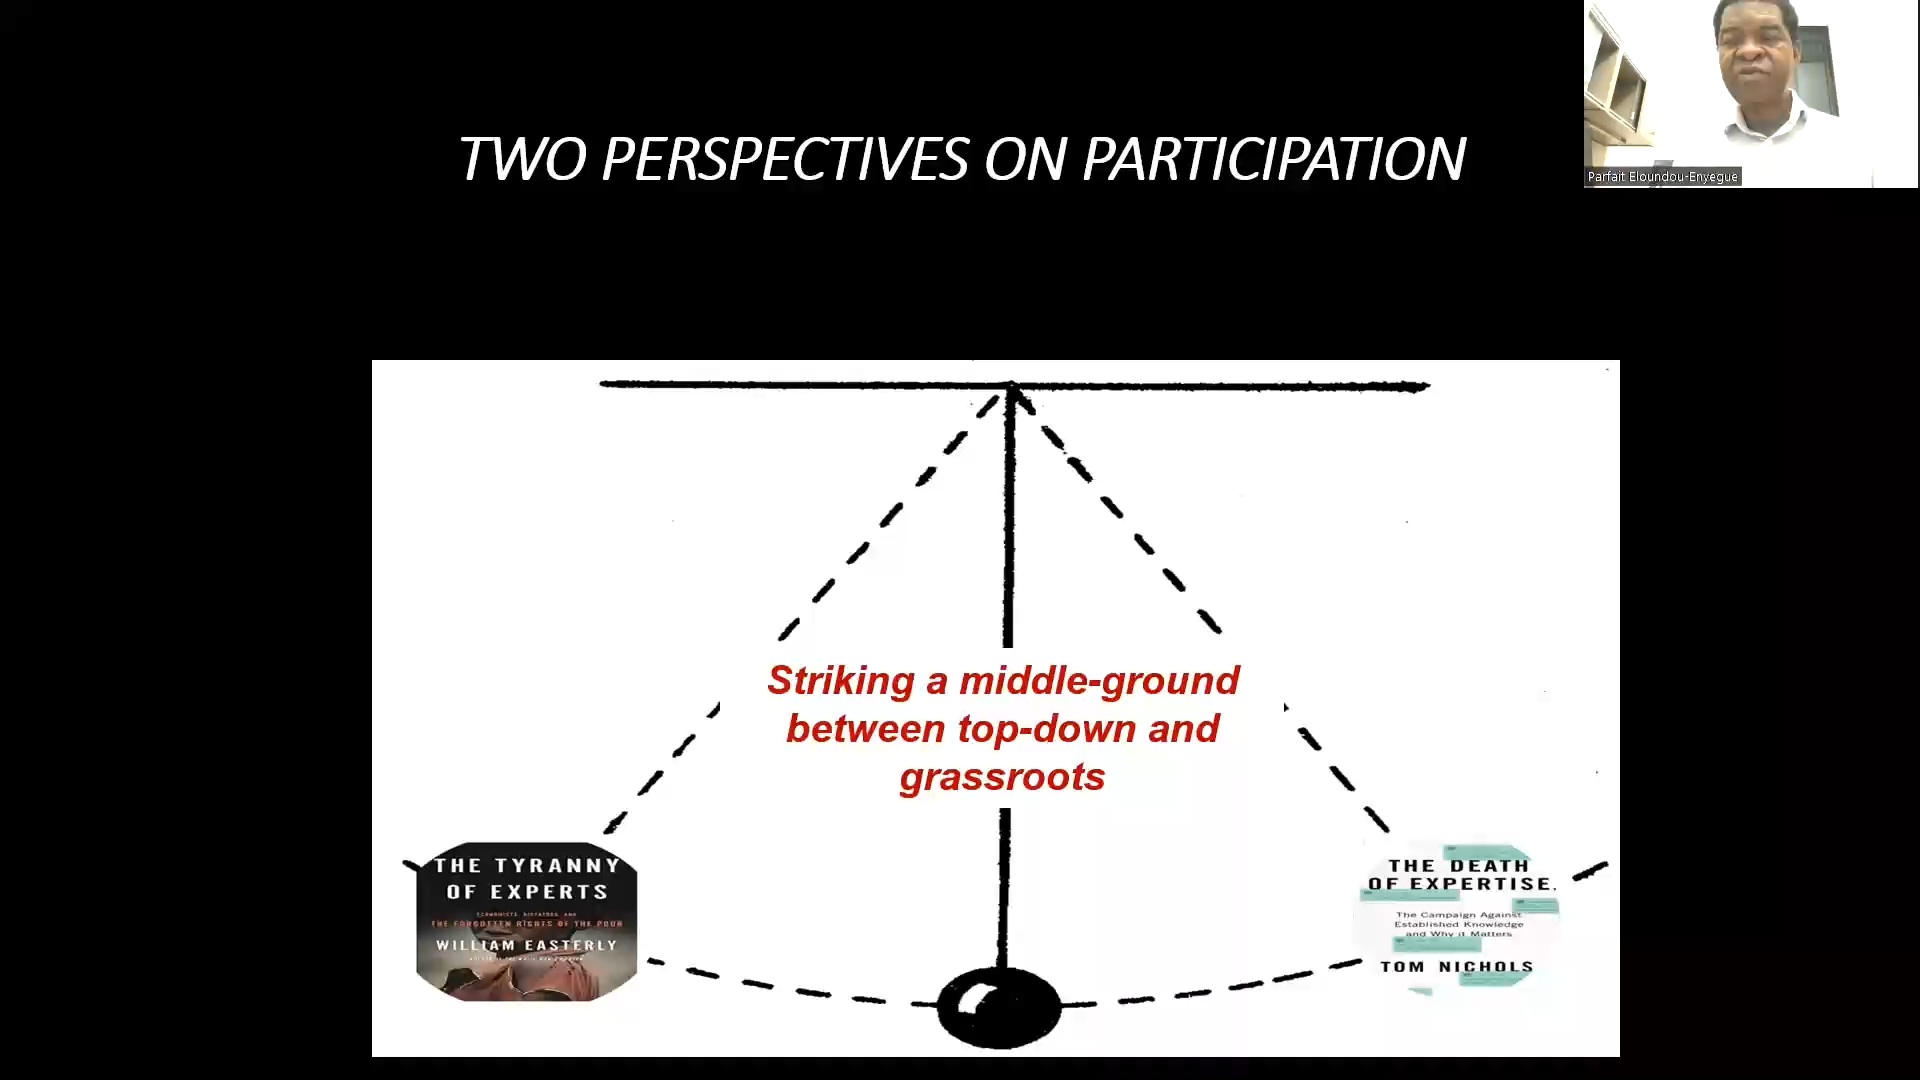 TWO PERSPECTIVES ON PARTICIPATION
Parfait Eloundou-Enyegue
Striking a middle-ground
between top-down and
grassroots
THE TYRANNY
OF EXPERTS
ECONOMISTS, DICTATORS, AND
THE FORGOTTEN RIGHTS OF THE POOR
WILLIAM EASTERLY
THE DEATH
OF EXPERTISE.
The Campaign Against
Established Knowledge
and Why it Matters
TOM NICHOLS